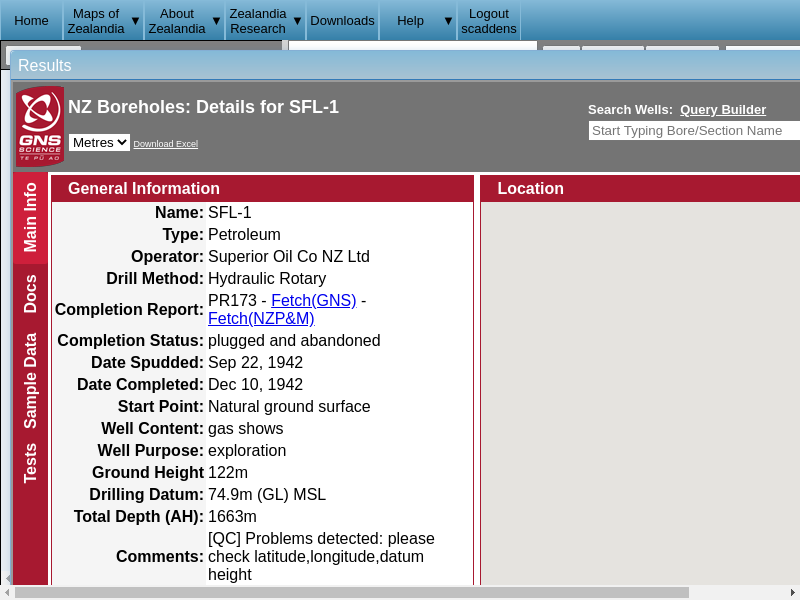 Home
Maps of Zealandia ▼
About Zealandia ▼
Zealandia Research ▼
Downloads
Help ▼
Logout scaddens
Results
GNS
SCIENCE
TE PŪ AO
NZ Boreholes: Details for SFL-1
Metres
Download Excel
Search Wells: Query Builder
Start Typing Bore/Section Name
Main Info
Docs
Sample Data
Tests
General Information
Name: SFL-1
Type: Petroleum
Operator: Superior Oil Co NZ Ltd
Drill Method: Hydraulic Rotary
Completion Report: PR173 - Fetch(GNS) -
Fetch(NZP&M)
Completion Status: plugged and abandoned
Date Spudded: Sep 22, 1942
Date Completed: Dec 10, 1942
Start Point: Natural ground surface
Well Content: gas shows
Well Purpose: exploration
Ground Height 122m
Drilling Datum: 74.9m (GL) MSL
Total Depth (AH): 1663m
Comments: [QC] Problems detected: please
check latitude,longitude,datum
height
Location